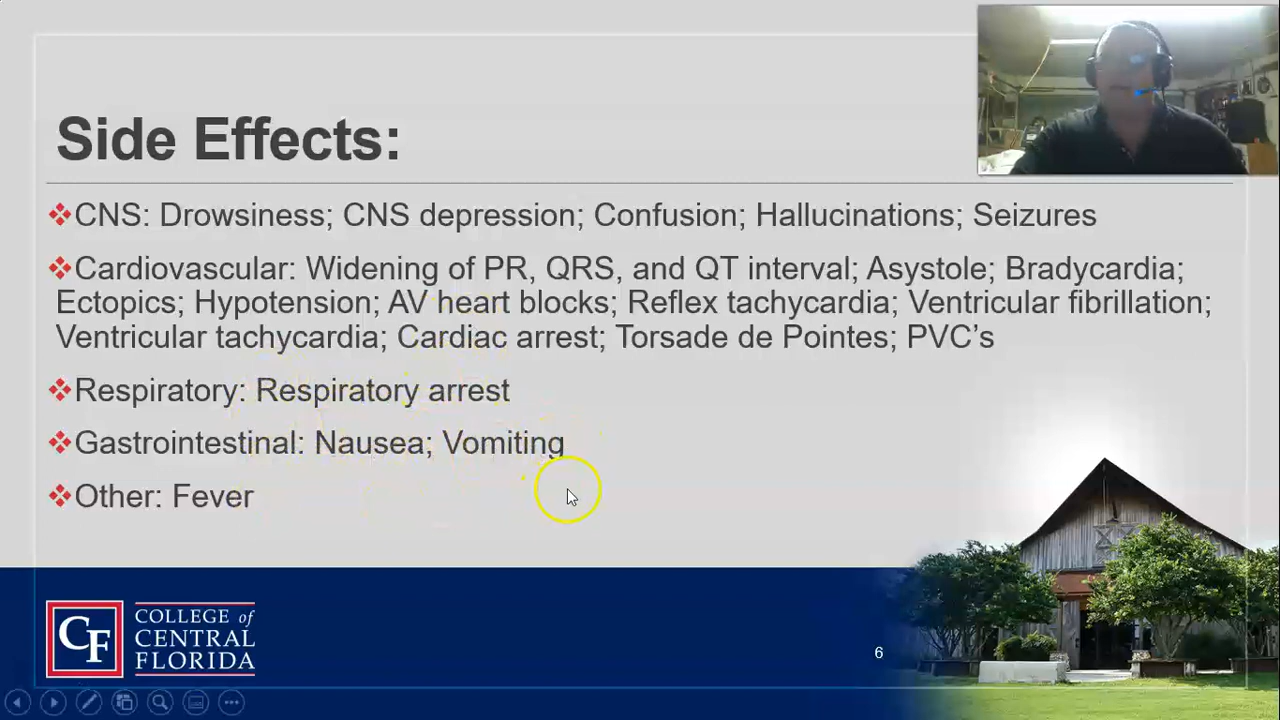 Side Effects:
CNS: Drowsiness; CNS depression; Confusion; Hallucinations; Seizures
Cardiovascular: Widening of PR, QRS, and QT interval; Asystole; Bradycardia;
Ectopics; Hypotension; AV heart blocks; Reflex tachycardia; Ventricular fibrillation;
Ventricular tachycardia; Cardiac arrest; Torsade de Pointes; PVC’s
Respiratory: Respiratory arrest
Gastrointestinal: Nausea; Vomiting
Other: Fever
CF
COLLEGE of
CENTRAL
FLORIDA
6